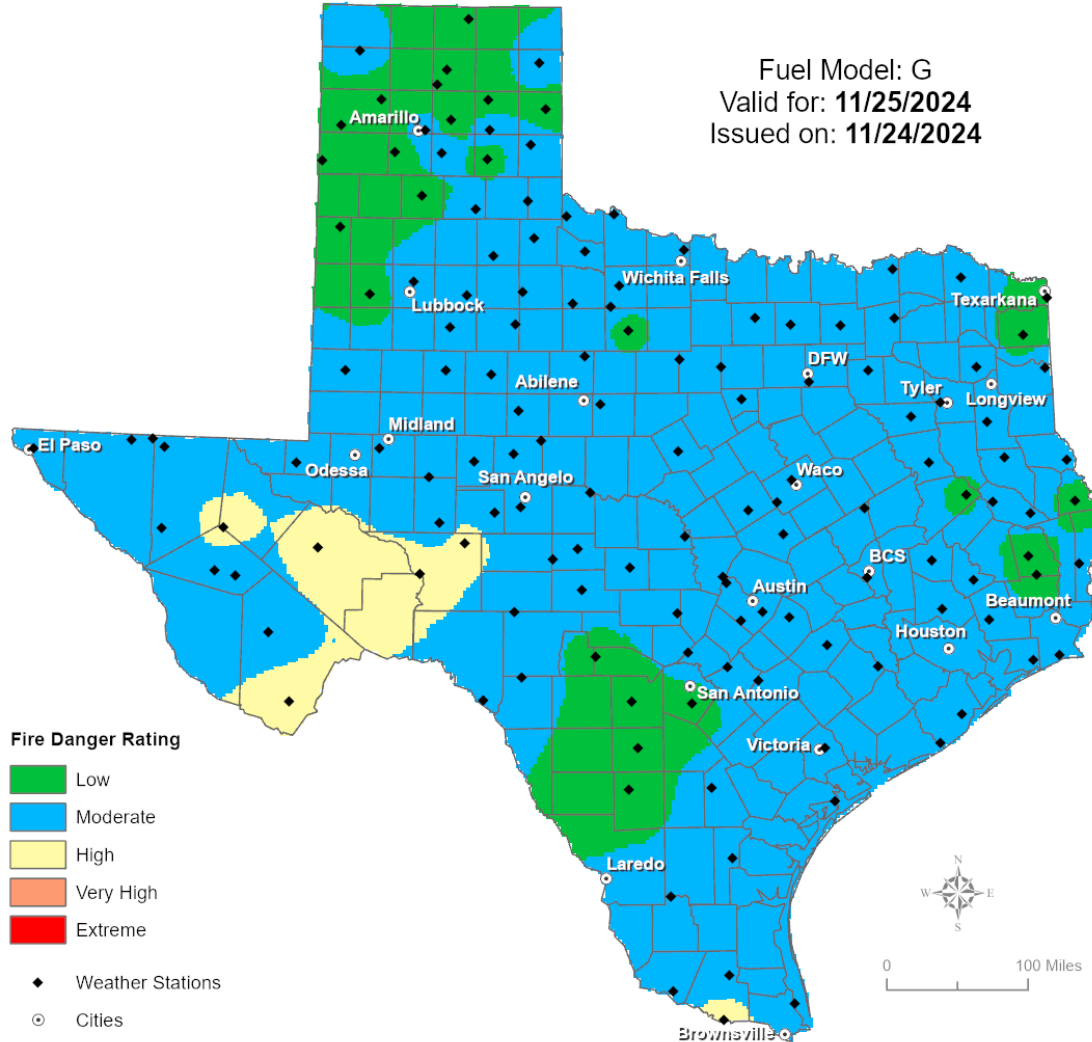 Fuel Model: G
Valid for: 11/25/2024
Issued on: 11/24/2024
Amarillo
Wichita Falls
Lubbock
Texarkana
DFW
Abilene
Tyler
Longview
Midland
El Paso
Odessa
San Angelo
Waco
BCS
Austin
Beaumont
Houston
San Antonio
Victoria
Laredo
Brownsville
Fire Danger Rating
Low
Moderate
High
Very High
Extreme
Weather Stations
Cities
N
W E
S
0 100 Miles